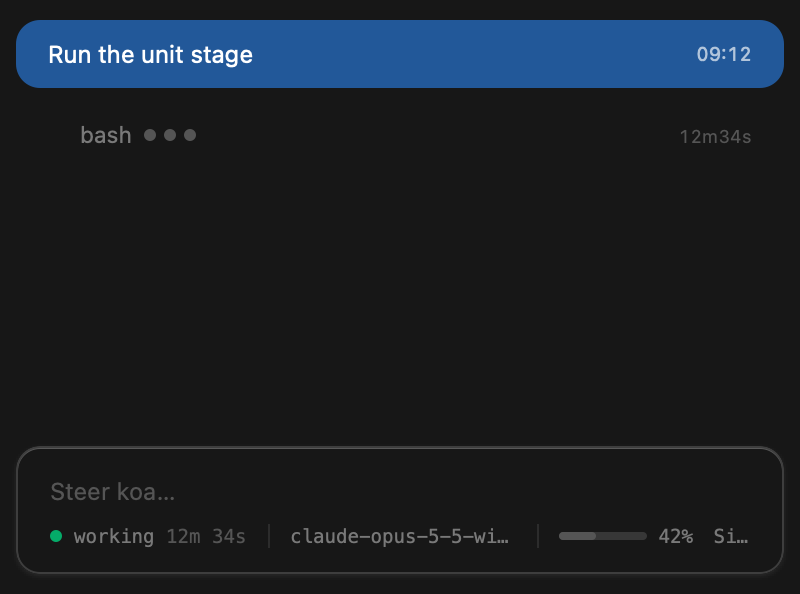 Run the unit stage 09:12
bash 12m34s
Steer koa...
working 12m 34s claude-opus-5-5-wi… 42% Si…